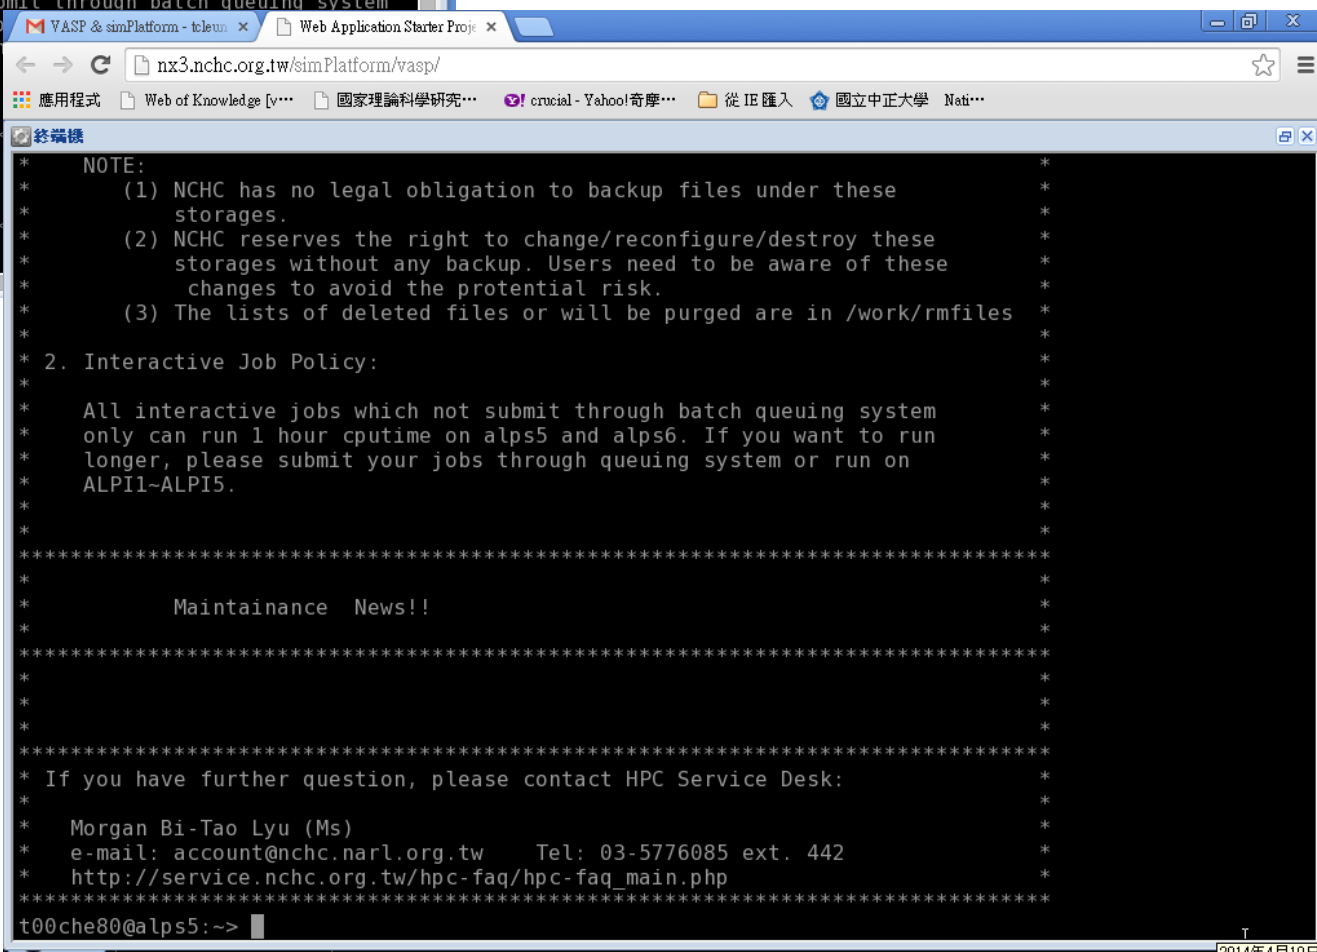 omit through batch queuing system
VASP & simPlatform - tcleun
Web Application Starter Proje
nx3.nchc.org.tw/simPlatform/vasp/
應用程式 Web of Knowledge [v⋯ 國家理論科學研究⋯ crucial - Yahoo!奇摩⋯ 從 IE 匯入 國立中正大學 Nati⋯
終端機
* NOTE: *
* (1) NCHC has no legal obligation to backup files under these *
* storages. *
* (2) NCHC reserves the right to change/reconfigure/destroy these *
* storages without any backup. Users need to be aware of these *
* changes to avoid the protential risk. *
* (3) The lists of deleted files or will be purged are in /work/rmfiles *
* *
* 2. Interactive Job Policy: *
* *
* All interactive jobs which not submit through batch queuing system *
* only can run 1 hour cputime on alps5 and alps6. If you want to run *
* longer, please submit your jobs through queuing system or run on *
* ALPI1~ALPI5. *
* *
* *
********************************************************************************
* *
* Maintainance  News!! *
* *
********************************************************************************
* *
* *
* *
********************************************************************************
* If you have further question, please contact HPC Service Desk: *
* *
* Morgan Bi-Tao Lyu (Ms) *
* e-mail: account@nchc.narl.org.tw    Tel: 03-5776085 ext. 442 *
* http://service.nchc.org.tw/hpc-faq/hpc-faq_main.php *
********************************************************************************
t00che80@alps5:~>